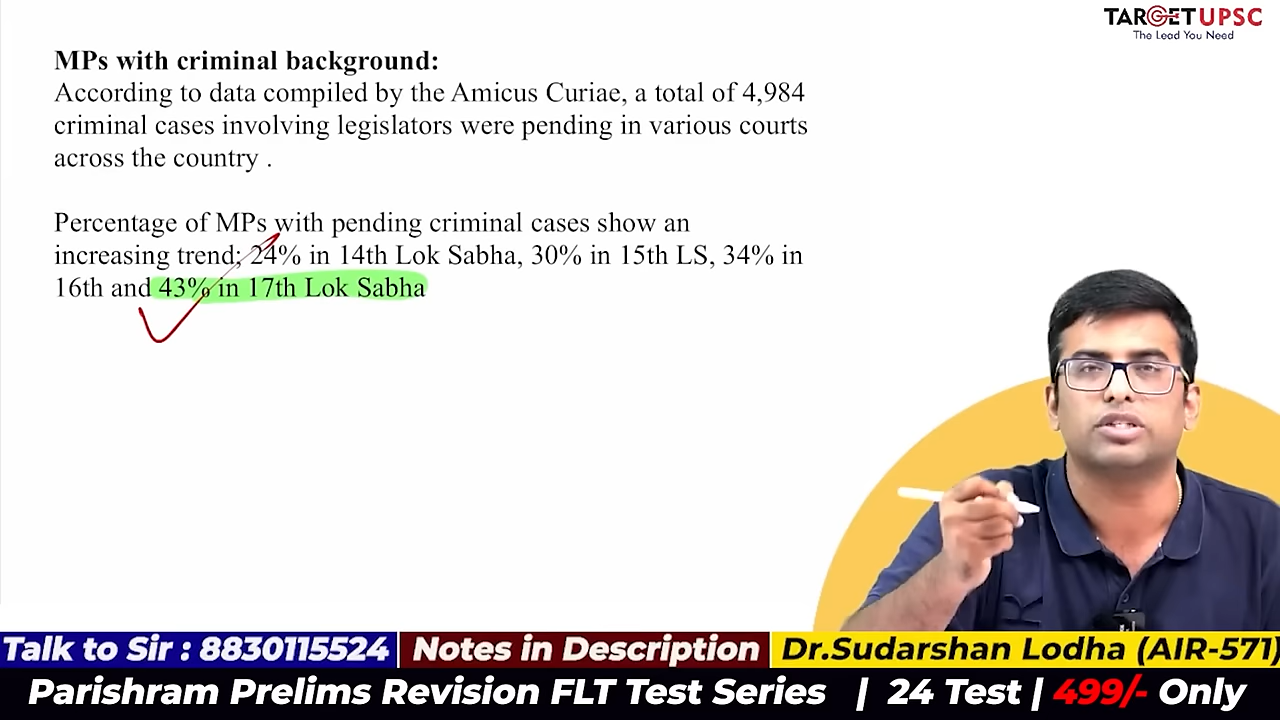 TARGET UPSC
The Lead You Need
MPs with criminal background:
According to data compiled by the Amicus Curiae, a total of 4,984
criminal cases involving legislators were pending in various courts
across the country .
Percentage of MPs with pending criminal cases show an
increasing trend; 24% in 14th Lok Sabha, 30% in 15th LS, 34% in
16th and 43% in 17th Lok Sabha
Talk to Sir : 8830115524
Notes in Description
Dr.Sudarshan Lodha (AIR-571)
Parishram Prelims Revision FLT Test Series | 24 Test | 499/- Only